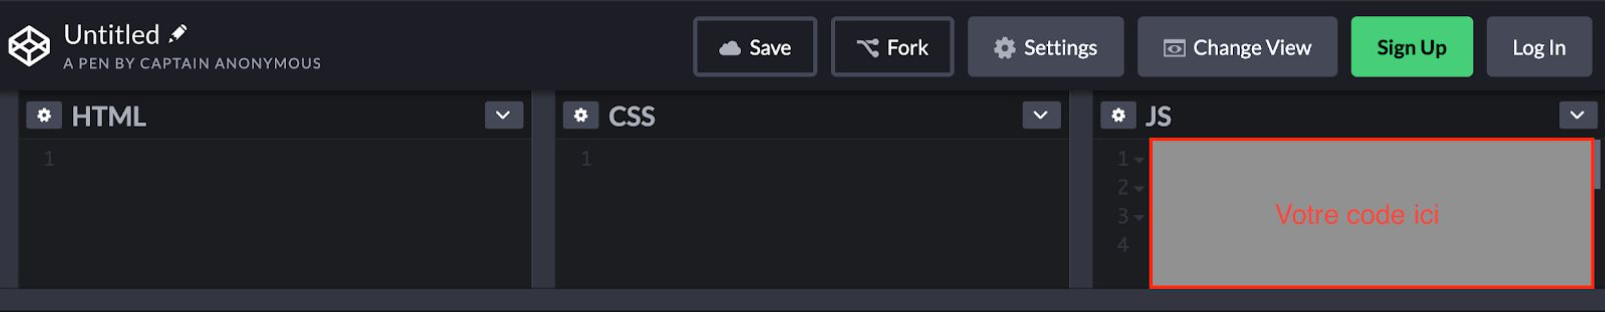 Untitled
A PEN BY CAPTAIN ANONYMOUS
Save
Fork
Settings
Change View
Sign Up
Log In
HTML
1
CSS
1
JS
1
2
3
4
Votre code ici